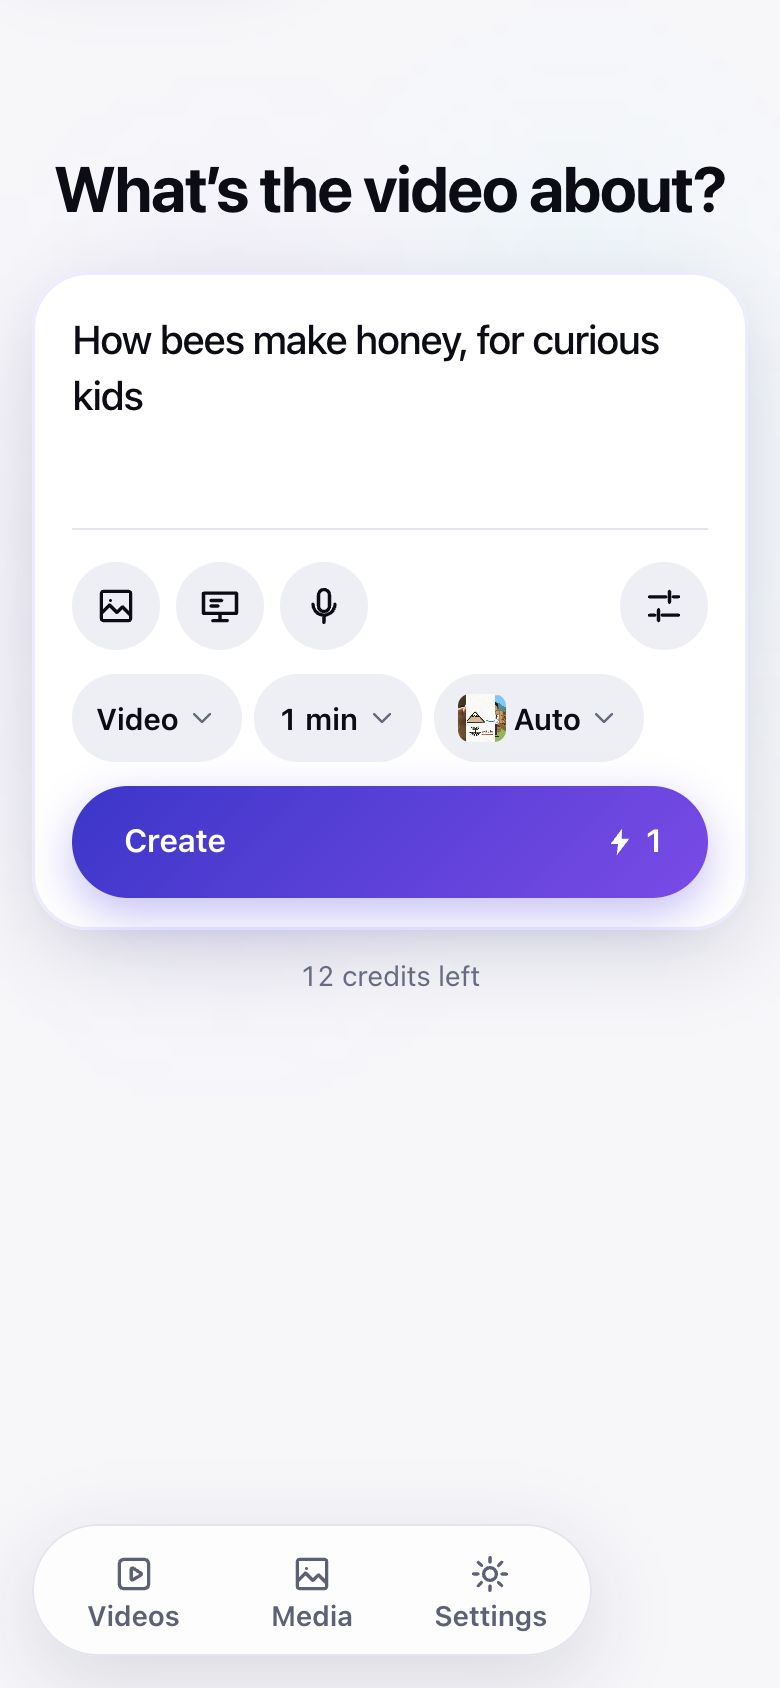 What's the video about?
How bees make honey, for curious
kids
Video
1 min
Auto
Create
1
12 credits left
Videos
Media
Settings